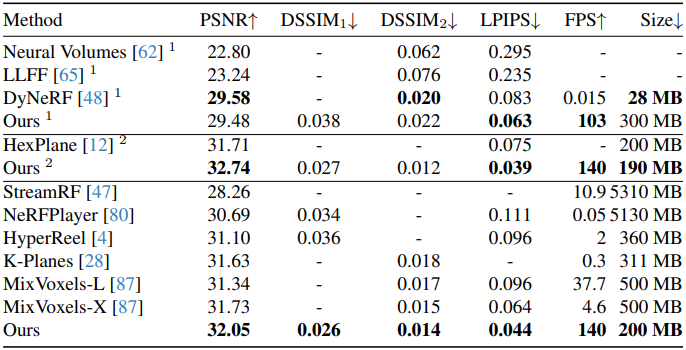 Method PSNR↑ DSSIM₁↓ DSSIM₂↓ LPIPS↓ FPS↑ Size↓
Neural Volumes [62] ¹ 22.80 - 0.062 0.295 - -
LLFF [65] ¹ 23.24 - 0.076 0.235 - -
DyNeRF [48] ¹ 29.58 - 0.020 0.083 0.015 28 MB
Ours ¹ 29.48 0.038 0.022 0.063 103 300 MB
HexPlane [12] ² 31.71 - - 0.075 - 200 MB
Ours ² 32.74 0.027 0.012 0.039 140 190 MB
StreamRF [47] 28.26 - - - 10.9 5310 MB
NeRFPlayer [80] 30.69 0.034 - 0.111 0.05 5130 MB
HyperReel [4] 31.10 0.036 - 0.096 2 360 MB
K-Planes [28] 31.63 - 0.018 - 0.3 311 MB
MixVoxels-L [87] 31.34 - 0.017 0.096 37.7 500 MB
MixVoxels-X [87] 31.73 - 0.015 0.064 4.6 500 MB
Ours 32.05 0.026 0.014 0.044 140 200 MB